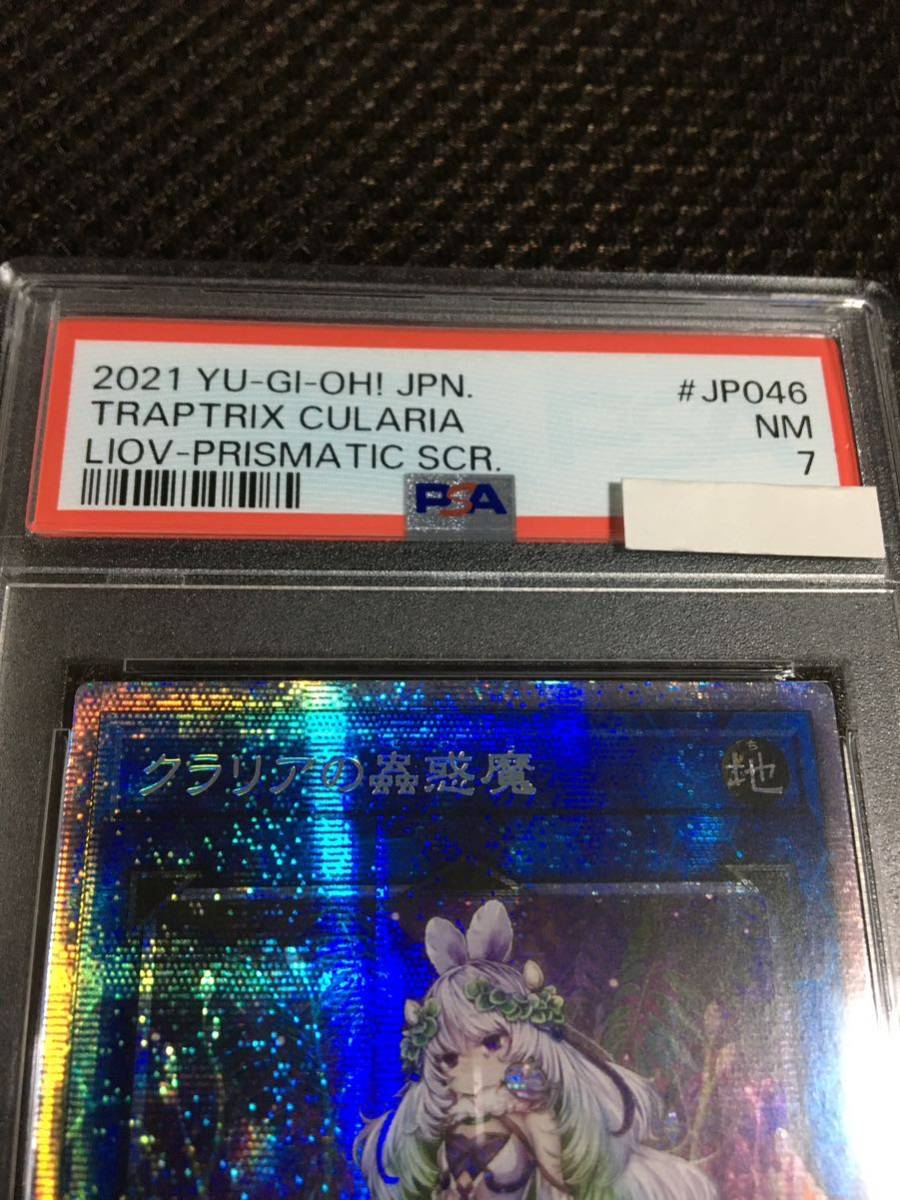 2021 YU-GI-OH! JPN. #JP046
TRAPTRIX CULARIA NM
LIOV-PRISMATIC SCR. 7
PSA
クラリアの蟲惑魔 地